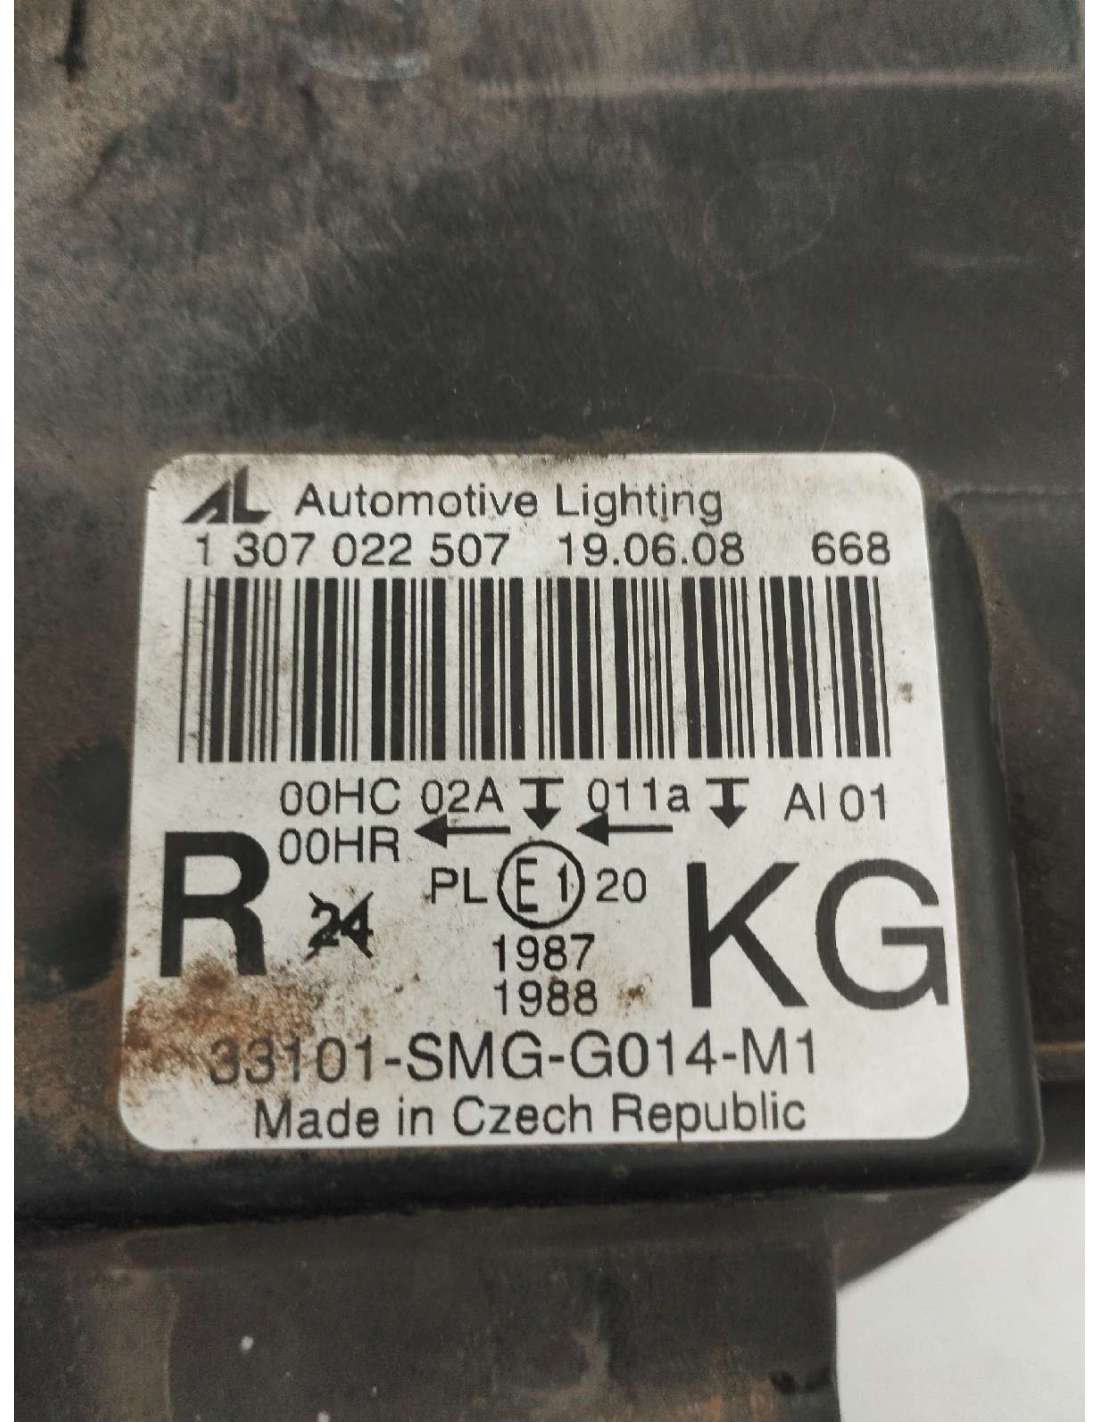 AL Automotive Lighting
1 307 022 507 19.06.08 668
00HC 02A 011a AI 01
00HR
R 24 PL E1 20 KG
1987
1988
33101-SMG-G014-M1
Made in Czech Republic